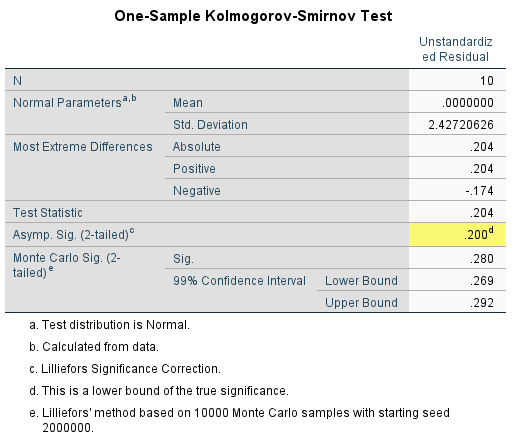 One-Sample Kolmogorov-Smirnov Test
Unstandardiz
ed Residual
N 10
Normal Parameters a,b Mean .0000000
Std. Deviation 2.42720626
Most Extreme Differences Absolute .204
Positive .204
Negative -.174
Test Statistic .204
Asymp. Sig. (2-tailed) c .200 d
Monte Carlo Sig. (2-
tailed) e Sig. .280
99% Confidence Interval Lower Bound .269
Upper Bound .292
a. Test distribution is Normal.
b. Calculated from data.
c. Lilliefors Significance Correction.
d. This is a lower bound of the true significance.
e. Lilliefors' method based on 10000 Monte Carlo samples with starting seed
2000000.